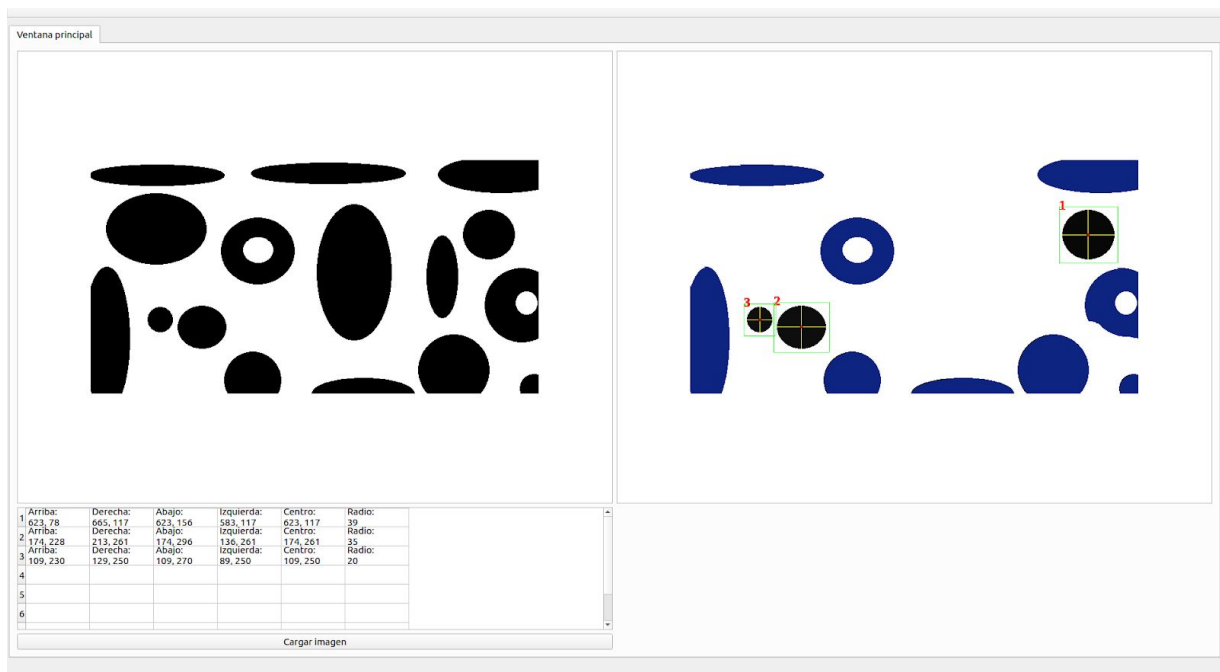 Ventana principal
1
3 2
1 Arriba: Derecha: Abajo: Izquierda: Centro: Radio:
623, 78 665, 117 623, 156 583, 117 623, 117 39
2 Arriba: Derecha: Abajo: Izquierda: Centro: Radio:
174, 228 213, 261 174, 296 136, 261 174, 261 35
3 Arriba: Derecha: Abajo: Izquierda: Centro: Radio:
109, 230 129, 250 109, 270 89, 250 109, 250 20
4
5
6
Cargar imagen